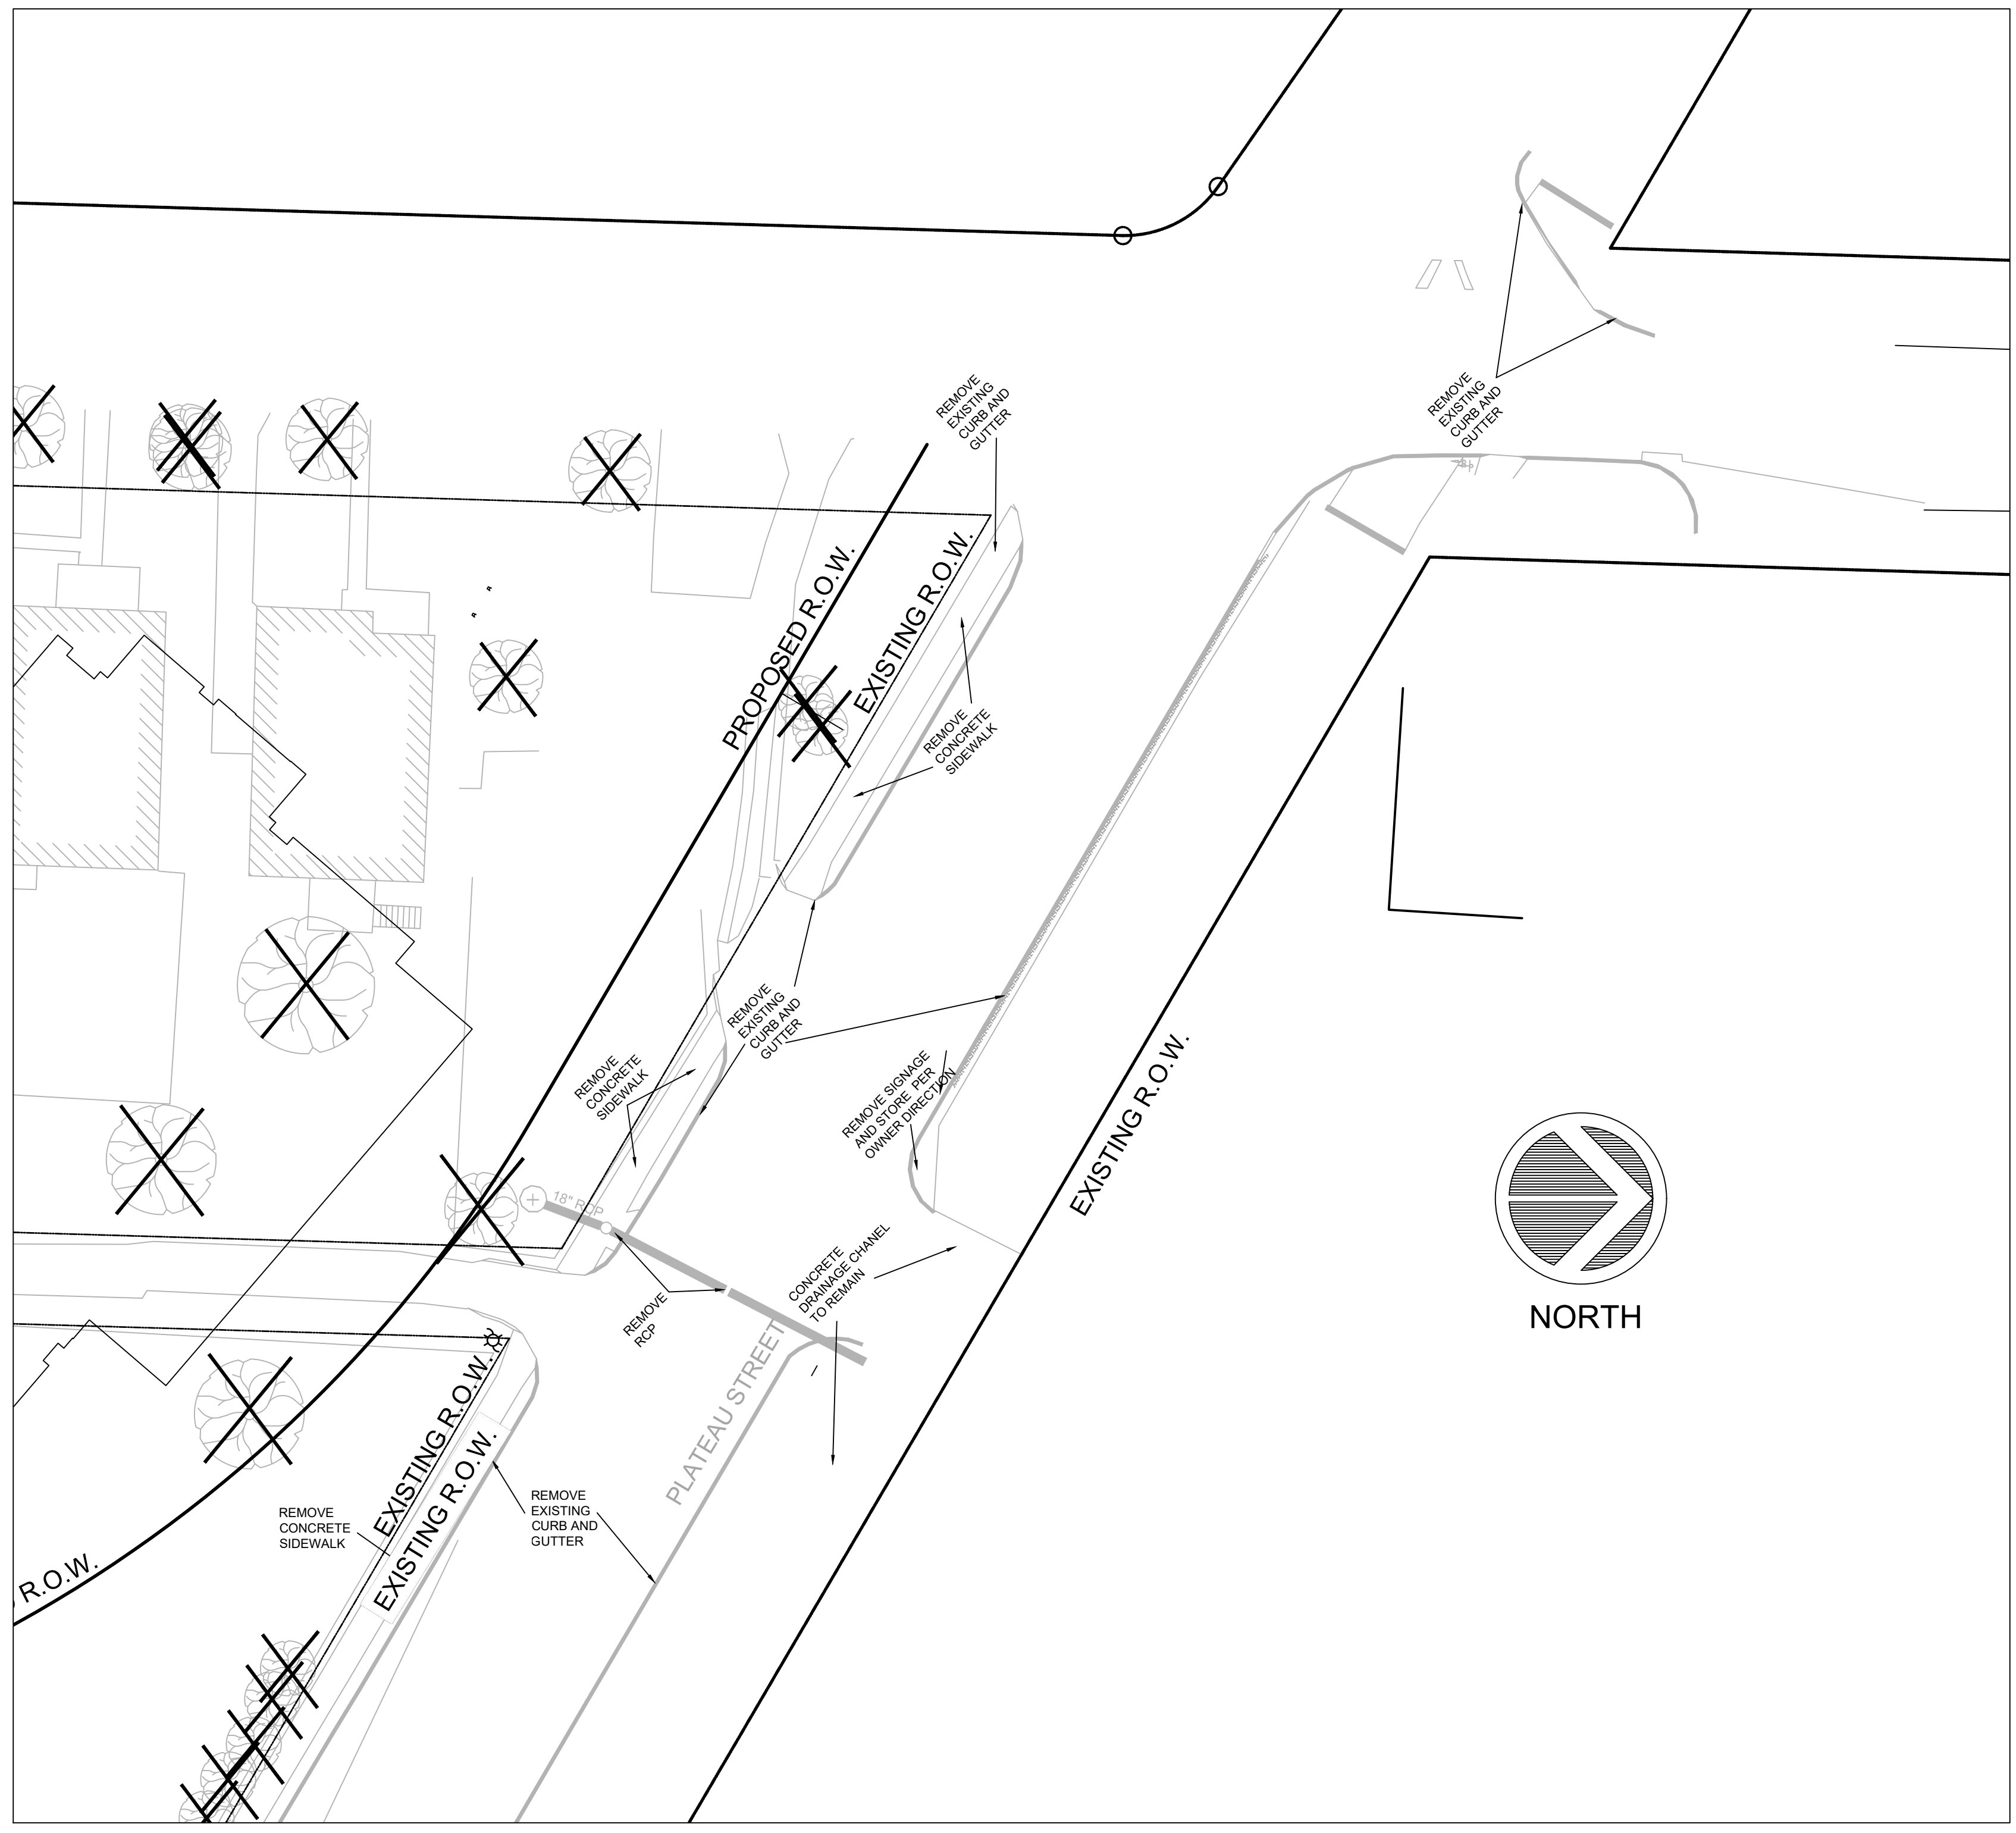 REMOVE
EXISTING
CURB AND
GUTTER
REMOVE
EXISTING
CURB AND
GUTTER
PROPOSED R.O.W.
EXISTING R.O.W.
REMOVE
CONCRETE
SIDEWALK
REMOVE
EXISTING
CURB AND
GUTTER
REMOVE
CONCRETE
SIDEWALK
REMOVE SIGNAGE
AND STORE PER
OWNER DIRECTION
EXISTING R.O.W.
18" RCP
CONCRETE
DRAINAGE CHANEL
TO REMAIN
REMOVE
RCP
NORTH
PLATEAU STREET
EXISTING R.O.W.
EXISTING R.O.W.
REMOVE
EXISTING
CURB AND
GUTTER
REMOVE
CONCRETE
SIDEWALK
R.O.W.